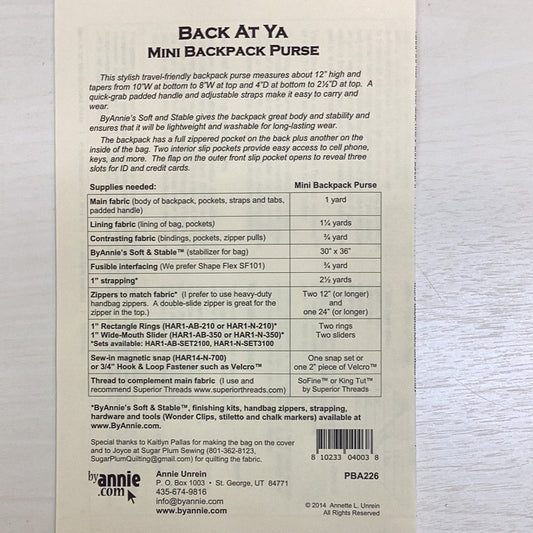 BACK AT YA
MINI BACKPACK PURSE
This stylish travel-friendly backpack purse measures about 12" high and
tapers from 10"W at bottom to 8"W at top and 4"D at bottom to 2½"D at top. A
quick-grab padded handle and adjustable straps make it easy to carry and
wear.
ByAnnie's Soft and Stable gives the backpack great body and stability and
ensures that it will be lightweight and washable for long-lasting wear.
The backpack has a full zippered pocket on the back plus another on the
inside of the bag. Two interior slip pockets provide easy access to cell phone,
keys, and more. The flap on the outer front slip pocket opens to reveal three
slots for ID and credit cards.
Supplies needed: Mini Backpack Purse
Main fabric (body of backpack, pockets, straps and tabs, 1 yard
padded handle)
Lining fabric (lining of bag, pockets) 1¼ yards
Contrasting fabric (bindings, pockets, zipper pulls) ¾ yard
ByAnnie's Soft & Stable™ (stabilizer for bag) 30" x 36"
Fusible interfacing (We prefer Shape Flex SF101) ¾ yard
1" strapping* 2½ yards
Zippers to match fabric* (I prefer to use heavy-duty Two 12" (or longer)
handbag zippers. A double-slide zipper is great for and
the zipper in the top.) one 24" (or longer)
1" Rectangle Rings (HAR1-AB-210 or HAR1-N-210)* Two rings
1" Wide-Mouth Slider (HAR1-AB-350 or HAR1-N-350)* Two sliders
*Sets available: HAR1-AB-SET2100, HAR1-N-SET3100
Sew-in magnetic snap (HAR14-N-700) One snap set or
or 3/4" Hook & Loop Fastener such as Velcro™ one 2" piece of Velcro™
Thread to complement main fabric (I use and SoFine™ or King Tut™
recommend Superior Threads www.superiorthreads.com) by Superior Threads
*ByAnnie's Soft & Stable™, finishing kits, handbag zippers, strapping,
hardware and tools (Wonder Clips, stiletto and chalk markers) available at
www.ByAnnie.com.
Special thanks to Kaitlyn Pallas for making the bag on the cover
and to Joyce at Sugar Plum Sewing (801-362-8123,
SugarPlumQuilting@gmail.com) for quilting the fabric.
8 10233 04003 8
PBA226
by annie
.com
Annie Unrein
P. O. Box 1003 • St. George, UT 84771
435-674-9816
info@byannie.com
www.byannie.com
© 2014 Annette L. Unrein
All Rights Reserved